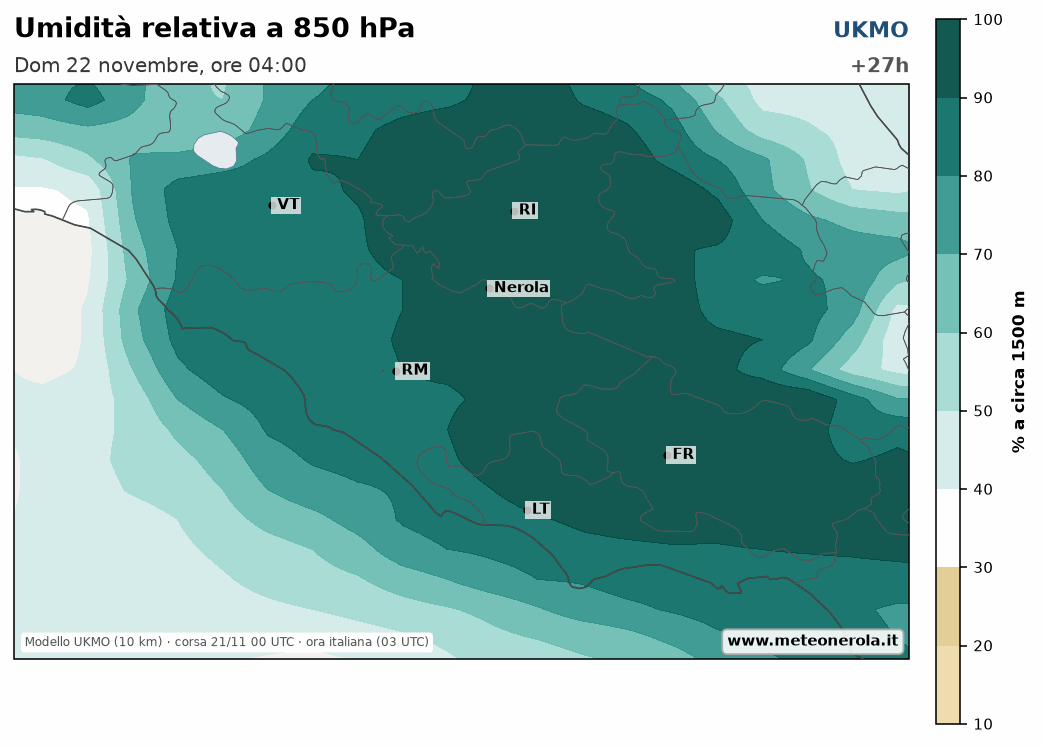 Umidità relativa a 850 hPa
UKMO
Dom 22 novembre, ore 04:00
+27h
VT
RI
Nerola
RM
FR
LT
Modello UKMO (10 km) · corsa 21/11 00 UTC · ora italiana (03 UTC)
www.meteonerola.it
100
90
80
70
60
50
40
30
20
10
% a circa 1500 m